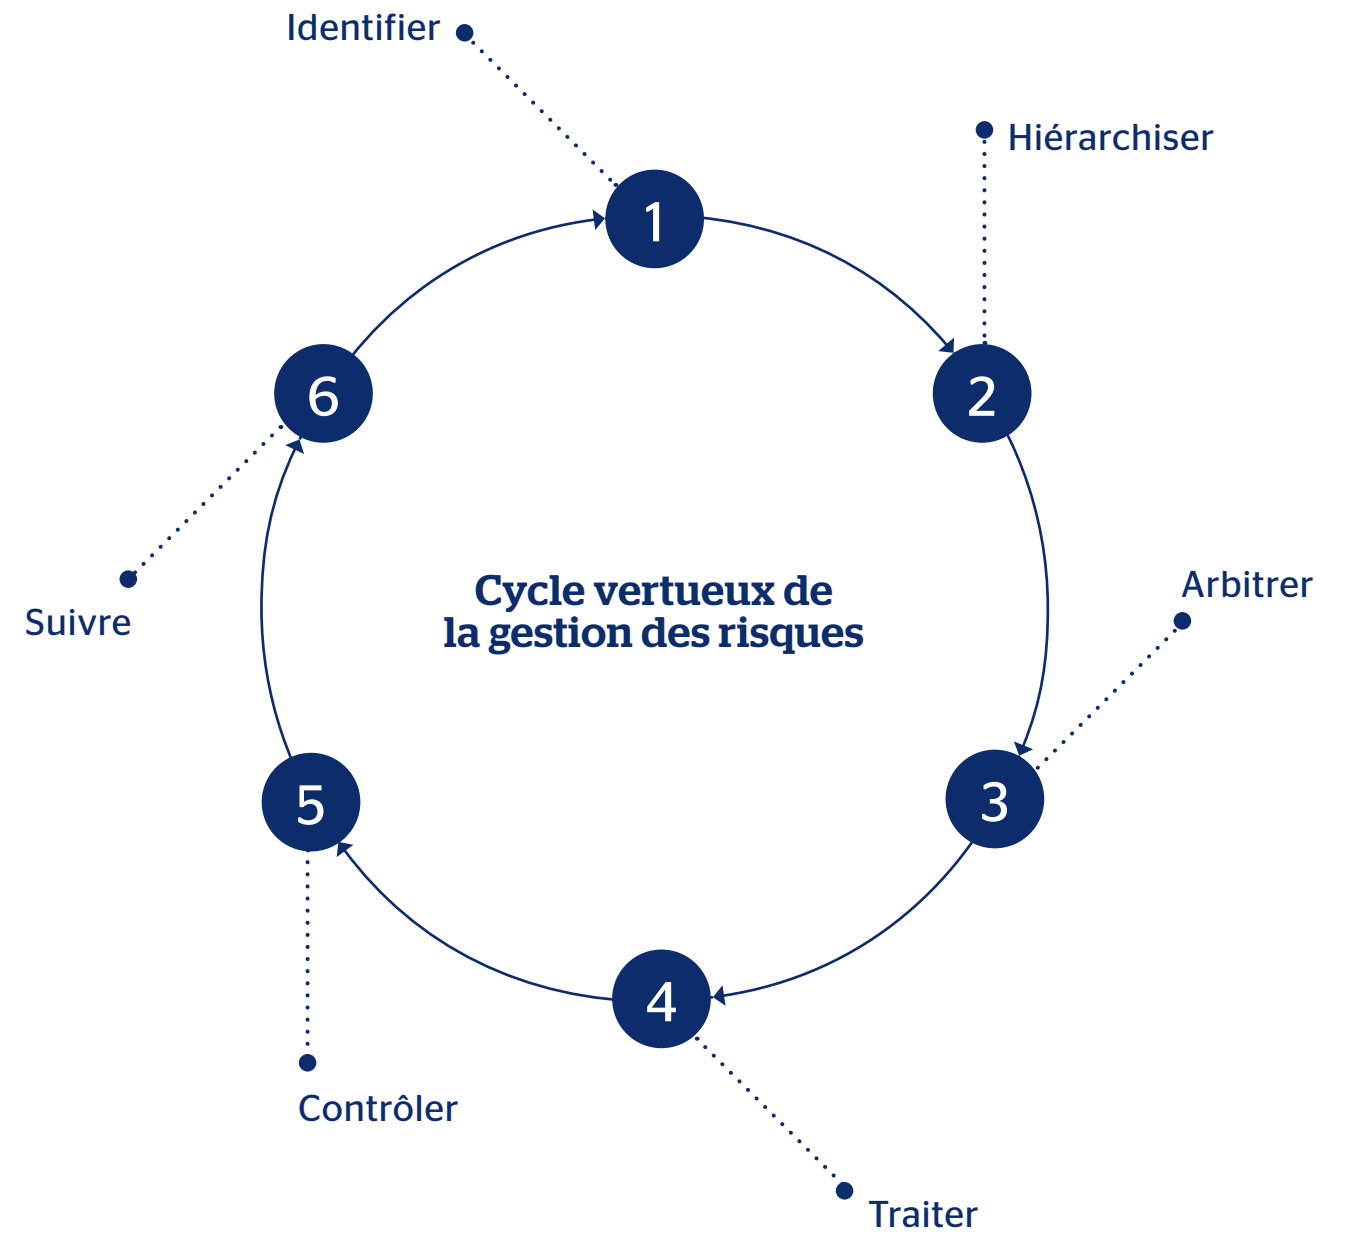 Identifier
Hiérarchiser
1
2
6
Cycle vertueux de
la gestion des risques
Arbitrer
Suivre
3
5
4
Contrôler
Traiter